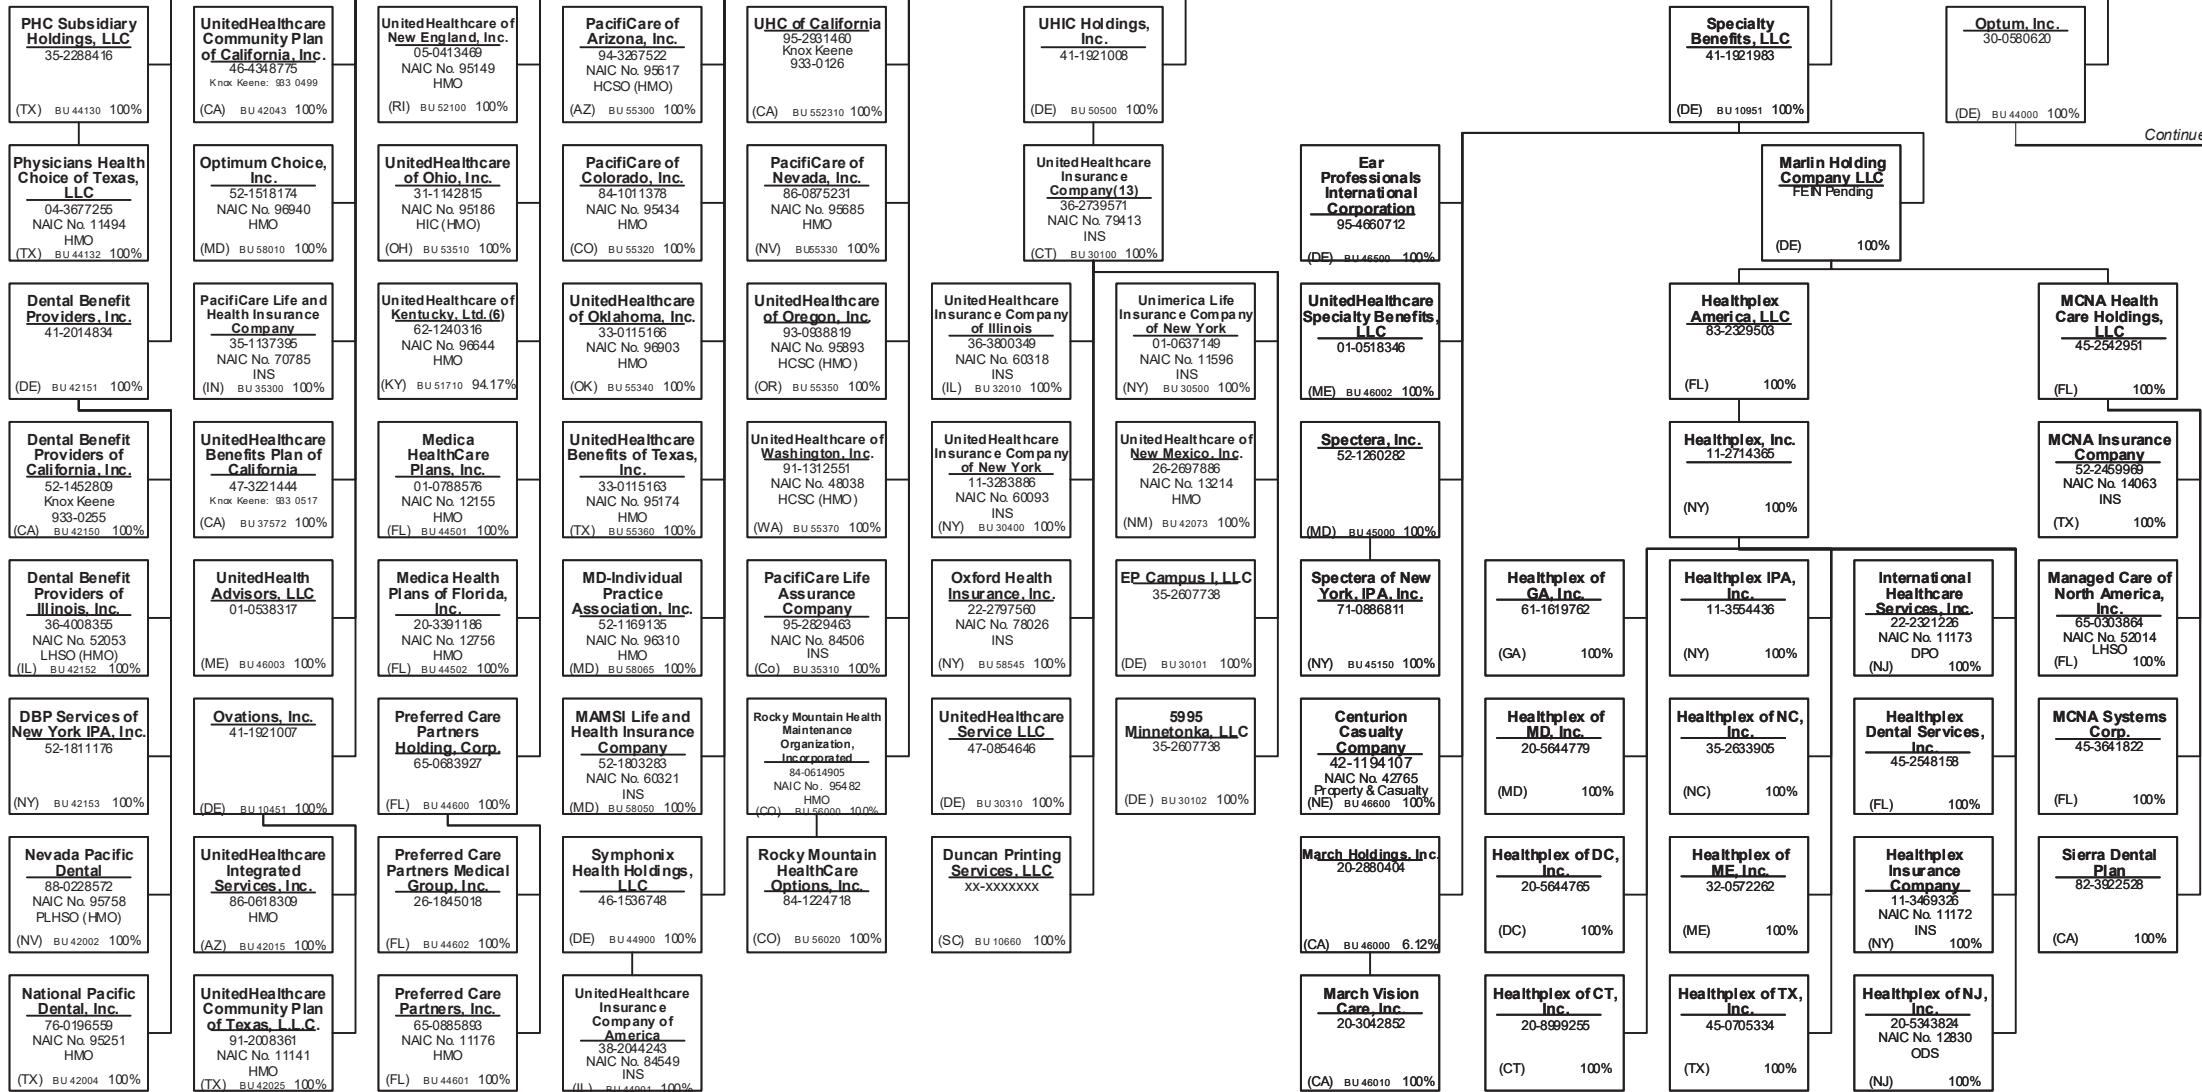 PHC Subsidiary
Holdings, LLC
35-2288416
(TX) BU 44130 100%
UnitedHealthcare
Community Plan
of California, Inc.
46-4348775
Knox Keene: 933 0499
(CA) BU 42043 100%
UnitedHealthcare of
New England, Inc.
05-0413469
NAIC No. 95149
HMO
(RI) BU 52100 100%
PacifiCare of
Arizona, Inc.
94-3267522
NAIC No. 95617
HCSO (HMO)
(AZ) BU 55300 100%
UHC of California
95-2931460
Knox Keene
933-0126
(CA) BU 552310 100%
UHIC Holdings,
Inc.
41-1921008
(DE) BU 50500 100%
Specialty
Benefits, LLC
41-1921983
(DE) BU 10951 100%
Optum, Inc.
30-0580620
(DE) BU 44000 100%
Continue
Physicians Health
Choice of Texas,
LLC
04-3677255
NAIC No. 11494
HMO
(TX) BU 44132 100%
Optimum Choice,
Inc.
52-1518174
NAIC No. 96940
HMO
(MD) BU 58010 100%
UnitedHealthcare
of Ohio, Inc.
31-1142815
NAIC No. 95186
HIC (HMO)
(OH) BU 53510 100%
PacifiCare of
Colorado, Inc.
84-1011378
NAIC No. 95434
HMO
(CO) BU 55320 100%
PacifiCare of
Nevada, Inc.
86-0875231
NAIC No. 95685
HMO
(NV) BU55330 100%
UnitedHealthcare
Insurance
Company(13)
36-2739571
NAIC No. 79413
INS
(CT) BU 30100 100%
Ear
Professionals
International
Corporation
95-4660712
(DE) BU 46500 100%
Marlin Holding
Company LLC
FEIN Pending
(DE) 100%
Dental Benefit
Providers, Inc.
41-2014834
(DE) BU 42151 100%
PacifiCare Life and
Health Insurance
Company
35-1137395
NAIC No. 70785
INS
(IN) BU 35300 100%
UnitedHealthcare of
Kentucky, Ltd.(6)
62-1240316
NAIC No. 96644
HMO
(KY) BU 51710 94.17%
UnitedHealthcare
of Oklahoma, Inc.
33-0115166
NAIC No. 96903
HMO
(OK) BU 55340 100%
UnitedHealthcare
of Oregon, Inc.
93-0938819
NAIC No. 95893
HCSC (HMO)
(OR) BU 55350 100%
UnitedHealthcare
Insurance Company
of Illinois
36-3800349
NAIC No. 60318
INS
(IL) BU 32010 100%
Unimerica Life
Insurance Company
of New York
01-0637149
NAIC No. 11596
INS
(NY) BU 30500 100%
UnitedHealthcare
Specialty Benefits,
LLC
01-0518346
(ME) BU 46002 100%
Healthplex
America, LLC
83-2329503
(FL) 100%
MCNA Health
Care Holdings,
LLC
45-2542951
(FL) 100%
Dental Benefit
Providers of
California, Inc.
52-1452809
Knox Keene
933-0255
(CA) BU 42150 100%
UnitedHealthcare
Benefits Plan of
California
47-3221444
Knox Keene: 933 0517
(CA) BU 37572 100%
Medica
HealthCare
Plans, Inc.
01-0788576
NAIC No. 12155
HMO
(FL) BU 44501 100%
UnitedHealthcare
Benefits of Texas,
Inc.
33-0115163
NAIC No. 95174
HMO
(TX) BU 55360 100%
UnitedHealthcare of
Washington, Inc.
91-1312551
NAIC No. 48038
HCSC (HMO)
(WA) BU 55370 100%
UnitedHealthcare
Insurance Company
of New York
11-3283886
NAIC No. 60093
INS
(NY) BU 30400 100%
UnitedHealthcare of
New Mexico, Inc.
26-2697886
NAIC No. 13214
HMO
(NM) BU 42073 100%
Spectera, Inc.
52-1260282
(MD) BU 45000 100%
Healthplex, Inc.
11-2714365
(NY) 100%
MCNA Insurance
Company
52-2459969
NAIC No. 14063
INS
(TX) 100%
Dental Benefit
Providers of
Illinois, Inc.
36-4008355
NAIC No. 52053
LHSO (HMO)
(IL) BU 42152 100%
UnitedHealth
Advisors, LLC
01-0538317
(ME) BU 46003 100%
Medica Health
Plans of Florida,
Inc.
20-3391186
NAIC No. 12756
HMO
(FL) BU 44502 100%
MD-Individual
Practice
Association, Inc.
52-1169135
NAIC No. 96310
HMO
(MD) BU 58065 100%
PacifiCare Life
Assurance
Company
95-2829463
NAIC No. 84506
INS
(Co) BU 35310 100%
Oxford Health
Insurance, Inc.
22-2797560
NAIC No. 78026
INS
(NY) BU 58545 100%
EP Campus I, LLC
35-2607738
(DE) BU 30101 100%
Spectera of New
York, IPA, Inc.
71-0886811
(NY) BU 45150 100%
Healthplex of
GA, Inc.
61-1619762
(GA) 100%
Healthplex IPA,
Inc.
11-3554436
(NY) 100%
International
Healthcare
Services, Inc.
22-2321226
NAIC No. 11173
DPO
(NJ) 100%
Managed Care of
North America,
Inc.
65-0303864
NAIC No. 52014
LHSO
(FL) 100%
DBP Services of
New York IPA, Inc.
52-1811176
(NY) BU 42153 100%
Ovations, Inc.
41-1921007
(DE) BU 10451 100%
Preferred Care
Partners
Holding, Corp.
65-0683927
(FL) BU 44600 100%
MAMSI Life and
Health Insurance
Company
52-1803283
NAIC No. 60321
INS
(MD) BU 58050 100%
Rocky Mountain Health
Maintenance
Organization,
Incorporated
84-0614905
NAIC No. 95482
HMO
(CO) BU 56000 100%
UnitedHealthcare
Service LLC
47-0854646
(DE) BU 30310 100%
5995
Minnetonka, LLC
35-2607738
(DE ) BU 30102 100%
Centurion
Casualty
Company
42-1194107
NAIC No. 42765
Property & Casualty
(NE) BU 46600 100%
Healthplex of
MD, Inc.
20-5644779
(MD) 100%
Healthplex of NC,
Inc.
35-2633905
(NC) 100%
Healthplex
Dental Services,
Inc.
45-2548158
(FL) 100%
MCNA Systems
Corp.
45-3641822
(FL) 100%
Nevada Pacific
Dental
88-0228572
NAIC No. 95758
PLHSO (HMO)
(NV) BU 42002 100%
UnitedHealthcare
Integrated
Services, Inc.
86-0618309
HMO
(AZ) BU 42015 100%
Preferred Care
Partners Medical
Group, Inc.
26-1845018
(FL) BU 44602 100%
Symphonix
Health Holdings,
LLC
46-1536748
(DE) BU 44900 100%
Rocky Mountain
HealthCare
Options, Inc.
84-1224718
(CO) BU 56020 100%
Duncan Printing
Services, LLC
xx-xxxxxxx
(SC) BU 10660 100%
March Holdings, Inc.
20-2880404
(CA) BU 46000 6.12%
Healthplex of DC,
Inc.
20-5644765
(DC) 100%
Healthplex of
ME, Inc.
32-0572262
(ME) 100%
Healthplex
Insurance
Company
11-3469326
NAIC No. 11172
INS
(NY) 100%
Sierra Dental
Plan
82-3922528
(CA) 100%
National Pacific
Dental, Inc.
76-0196559
NAIC No. 95251
HMO
(TX) BU 42004 100%
UnitedHealthcare
Community Plan
of Texas, L.L.C.
91-2008361
NAIC No. 11141
HMO
(TX) BU 42025 100%
Preferred Care
Partners, Inc.
65-0885893
NAIC No. 11176
HMO
(FL) BU 44601 100%
UnitedHealthcare
Insurance
Company of
America
38-2044243
NAIC No. 84549
INS
(IL) BU 44901 100%
March Vision
Care, Inc.
20-3042852
(CA) BU 46010 100%
Healthplex of CT,
Inc.
20-8999255
(CT) 100%
Healthplex of TX,
Inc.
45-0705334
(TX) 100%
Healthplex of NJ,
Inc.
20-5343824
NAIC No. 12830
ODS
(NJ) 100%